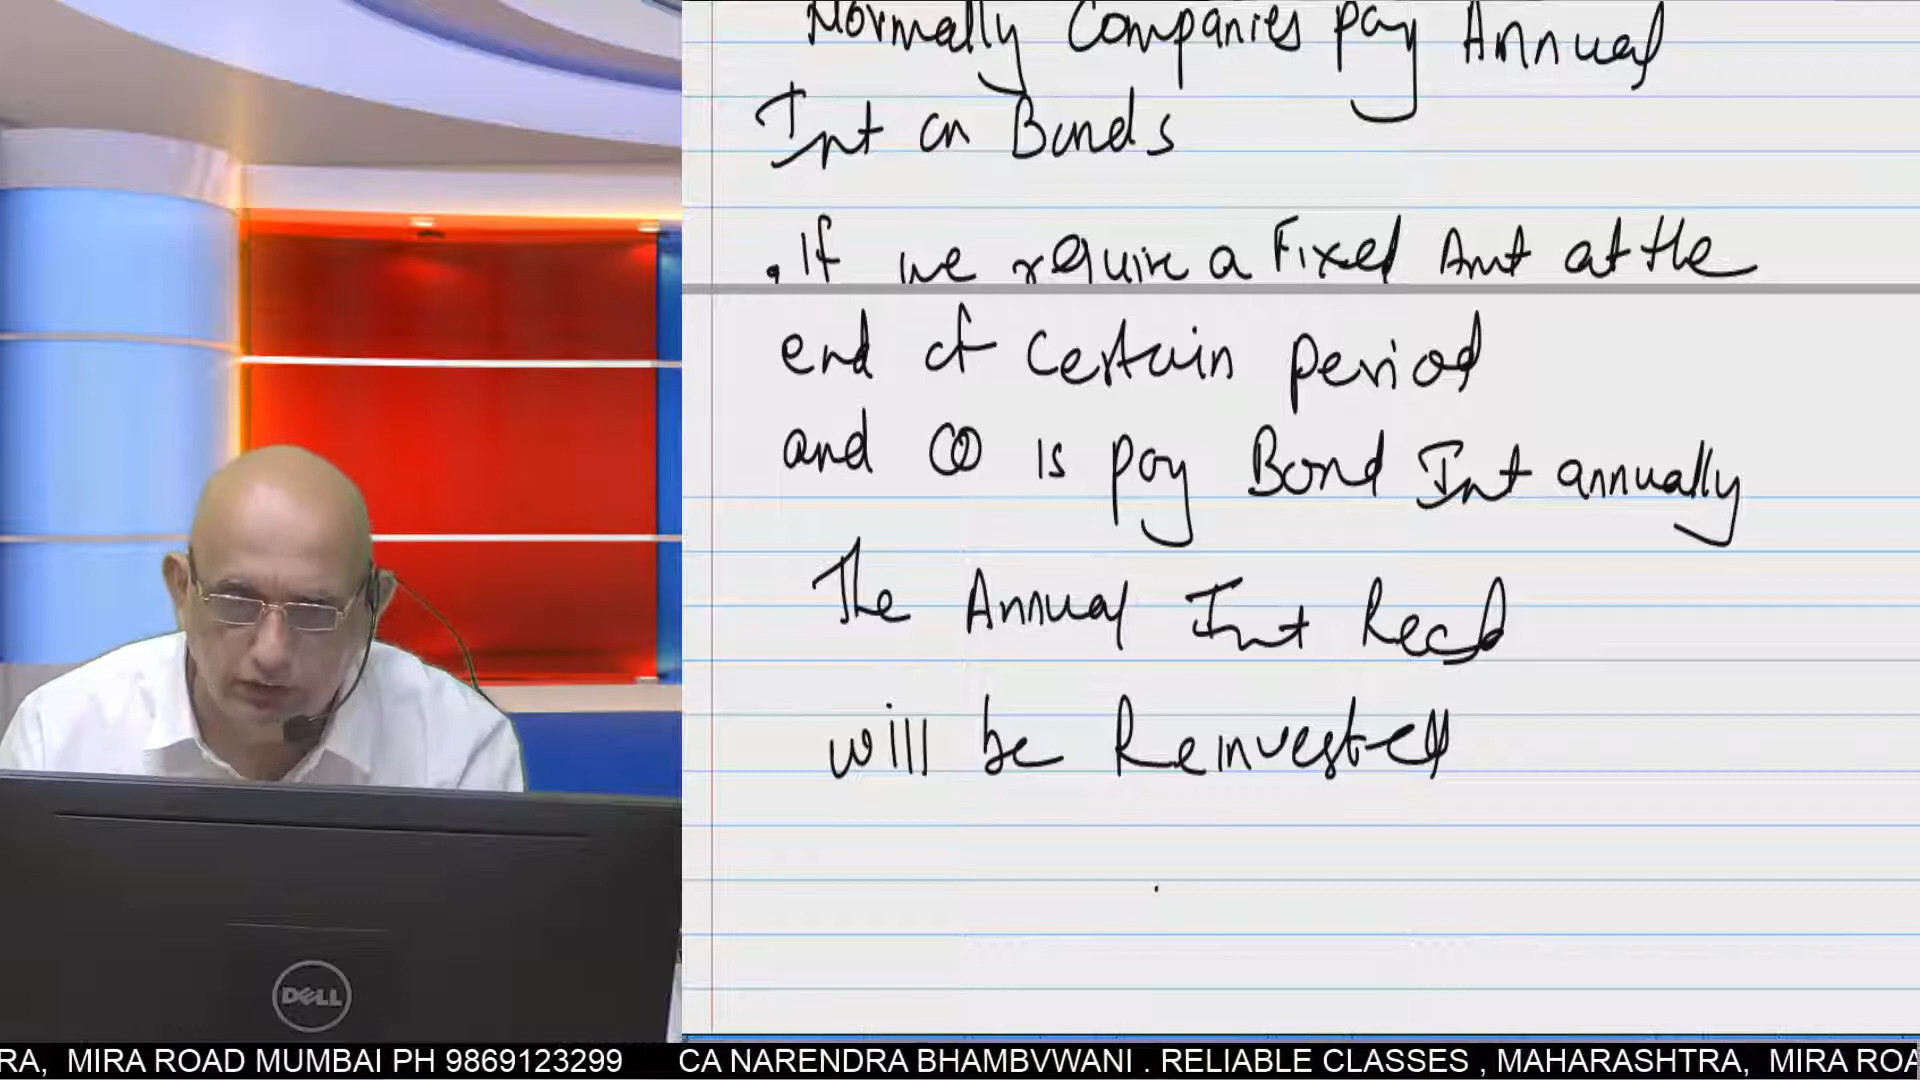 Normally Companies pay Annual
Int on Bonds
. If we require a Fixed Amt at the
end of Certain period
and CO is pay Bond Int annually
The Annual Int Recd
will be Reinvested
DELL
RA, MIRA ROAD MUMBAI PH 9869123299 CA NARENDRA BHAMBVWANI . RELIABLE CLASSES , MAHARASHTRA, MIRA ROA